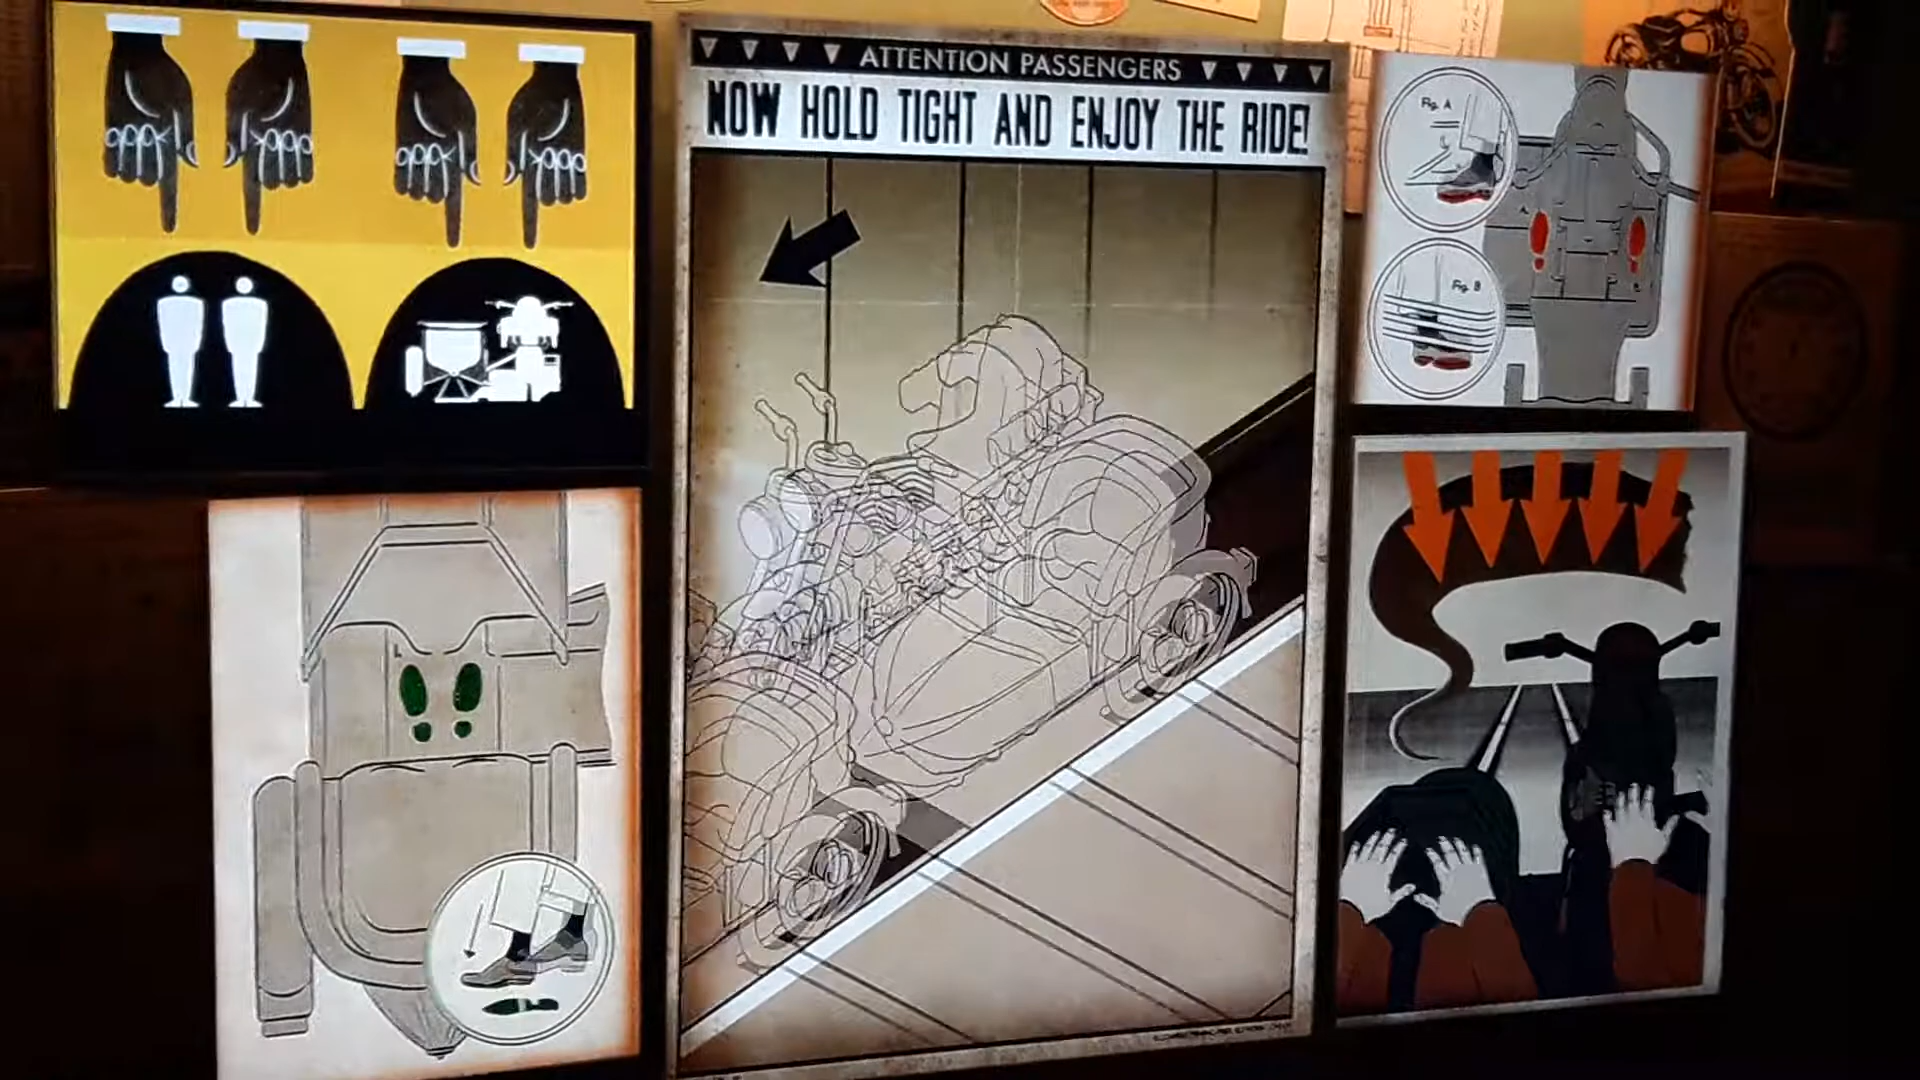 ATTENTION PASSENGERS
NOW HOLD TIGHT AND ENJOY THE RIDE!
Fig. A
Fig. B
L